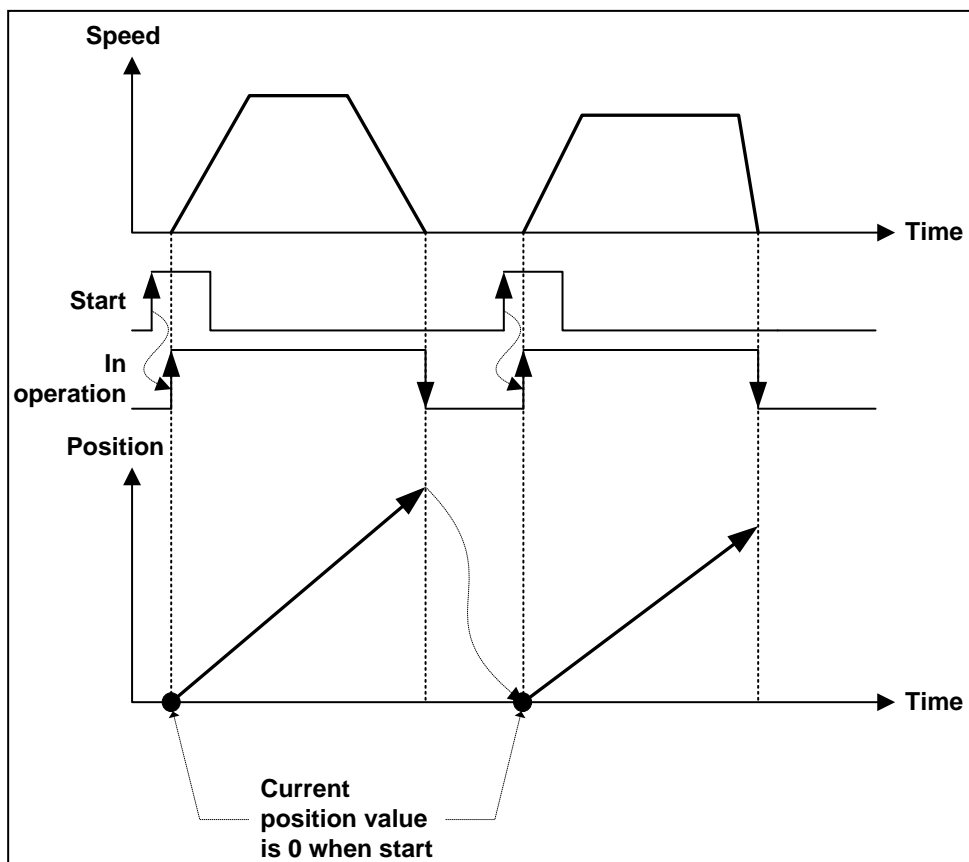 Speed
Time
Start
In
operation
Position
Time
Current
position value
is 0 when start